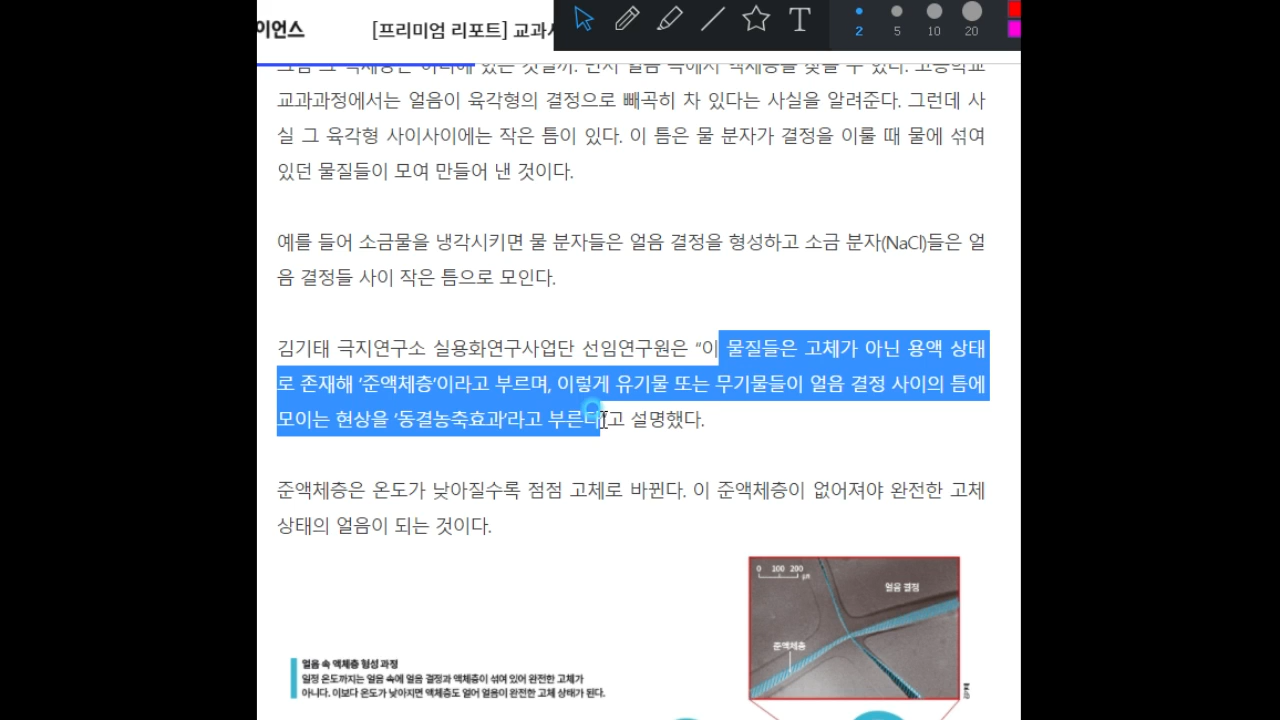 이언스
[프리미엄 리포트] 교과
T
2 5 10 20
교과과정에서는 얼음이 육각형의 결정으로 빼곡히 차 있다는 사실을 알려준다. 그런데 사
실 그 육각형 사이사이에는 작은 틈이 있다. 이 틈은 물 분자가 결정을 이룰 때 물에 섞여
있던 물질들이 모여 만들어 낸 것이다.
예를 들어 소금물을 냉각시키면 물 분자들은 얼음 결정을 형성하고 소금 분자(NaCl)들은 얼
음 결정들 사이 작은 틈으로 모인다.
김기태 극지연구소 실용화연구사업단 선임연구원은 “이 물질들은 고체가 아닌 용액 상태
로 존재해 ‘준액체층’이라고 부르며, 이렇게 유기물 또는 무기물들이 얼음 결정 사이의 틈에
모이는 현상을 ‘동결농축효과’라고 부른다”고 설명했다.
준액체층은 온도가 낮아질수록 점점 고체로 바뀐다. 이 준액체층이 없어져야 완전한 고체
상태의 얼음이 되는 것이다.
0 100 200
μm
얼음 결정
준액체층
얼음 속 액체층 형성 과정
일정 온도까지는 얼음 속에 얼음 결정과 액체층이 섞여 있어 완전한 고체가
아니다. 이보다 온도가 낮아지면 액체층도 얼어 얼음이 완전한 고체 상태가 된다.